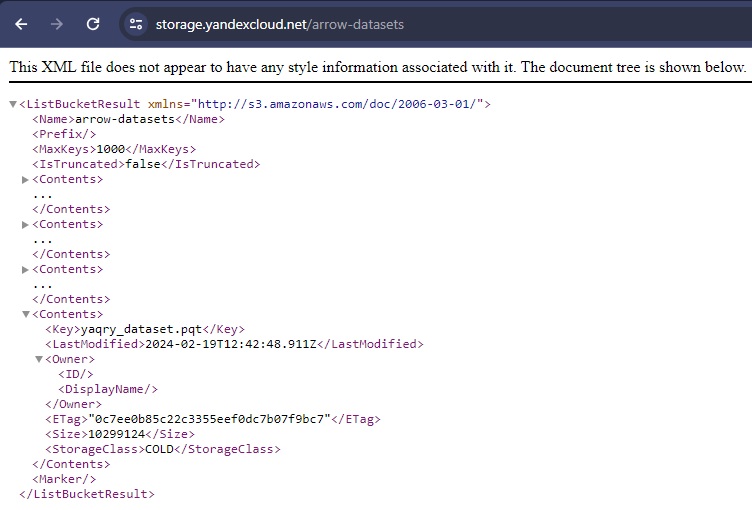 storage.yandexcloud.net/arrow-datasets
This XML file does not appear to have any style information associated with it. The document tree is shown below.
▼<ListBucketResult xmlns="http://s3.amazonaws.com/doc/2006-03-01/">
<Name>arrow-datasets</Name>
<Prefix/>
<MaxKeys>1000</MaxKeys>
<IsTruncated>false</IsTruncated>
▶<Contents>
...
</Contents>
▶<Contents>
...
</Contents>
▶<Contents>
...
</Contents>
▼<Contents>
<Key>yaqry_dataset.pqt</Key>
<LastModified>2024-02-19T12:42:48.911Z</LastModified>
▼<Owner>
<ID/>
<DisplayName/>
</Owner>
<ETag>"0c7ee0b85c22c3355eef0dc7b07f9bc7"</ETag>
<Size>10299124</Size>
<StorageClass>COLD</StorageClass>
</Contents>
<Marker/>
</ListBucketResult>